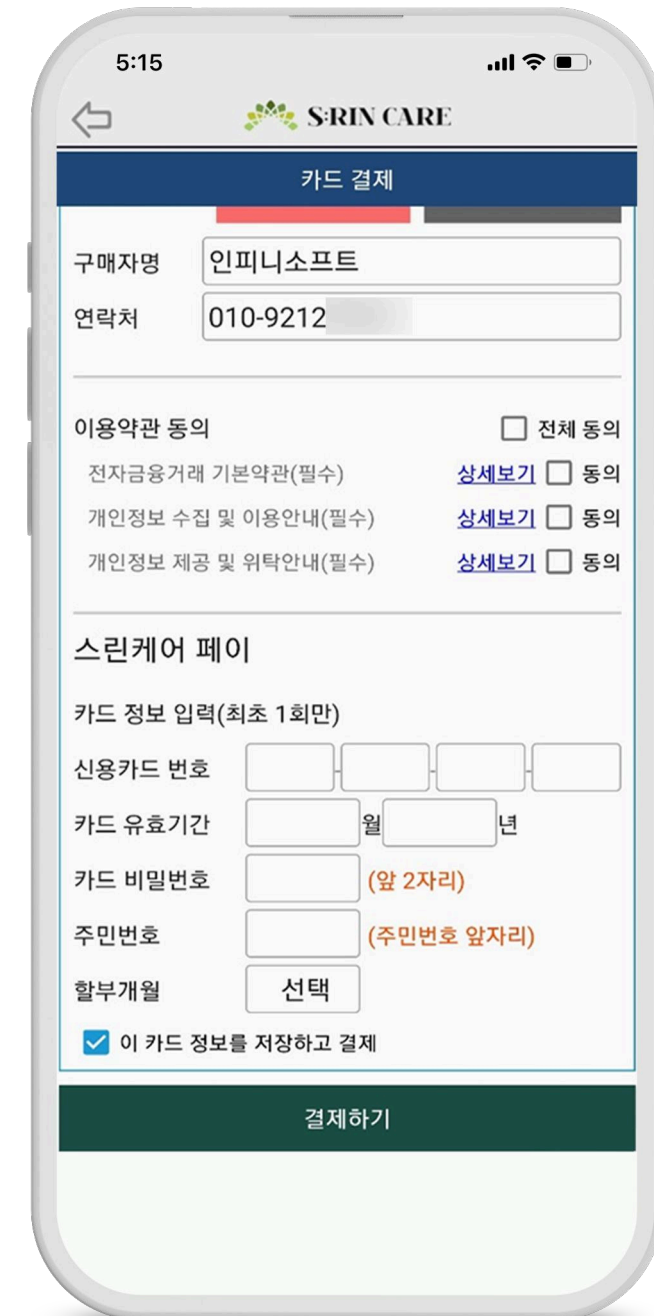 5:15
S:RIN CARE
카드 결제
구매자명 인피니소프트
연락처 010-9212
이용약관 동의 전체 동의
전자금융거래 기본약관(필수) 상세보기 동의
개인정보 수집 및 이용안내(필수) 상세보기 동의
개인정보 제공 및 위탁안내(필수) 상세보기 동의
스린케어 페이
카드 정보 입력(최초 1회만)
신용카드 번호 - - -
카드 유효기간 월 년
카드 비밀번호 (앞 2자리)
주민번호 (주민번호 앞자리)
할부개월 선택
이 카드 정보를 저장하고 결제
결제하기